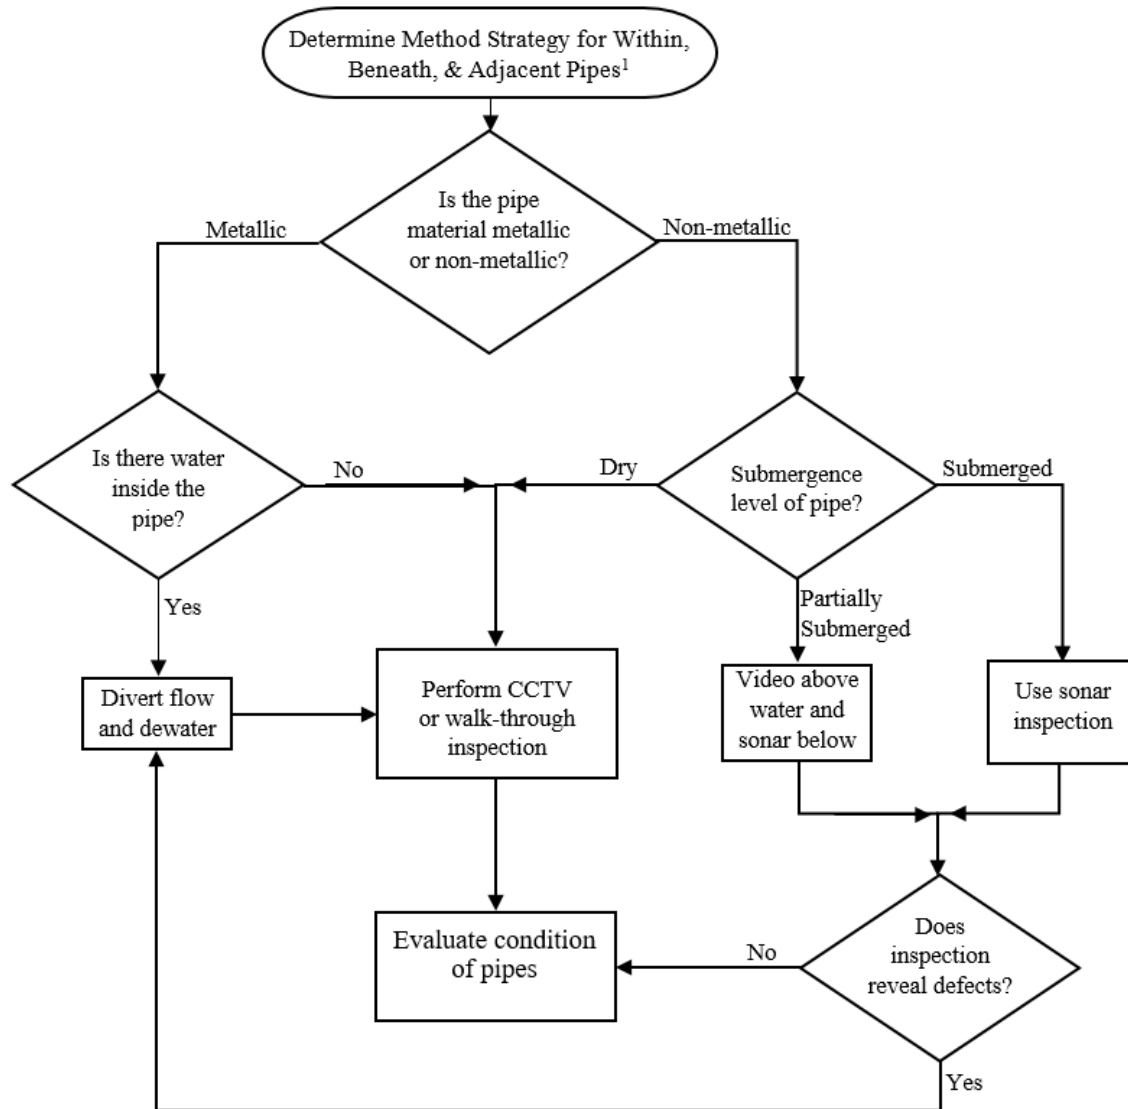 Determine Method Strategy for Within,
Beneath, & Adjacent Pipes¹
Is the pipe
material metallic
or non-metallic?
Metallic
Non-metallic
Is there water
inside the
pipe?
No
Dry
Submergence
level of pipe?
Submerged
Yes
Partially
Submerged
Divert flow
and dewater
Perform CCTV
or walk-through
inspection
Video above
water and
sonar below
Use sonar
inspection
Evaluate condition
of pipes
No
Does
inspection
reveal defects?
Yes